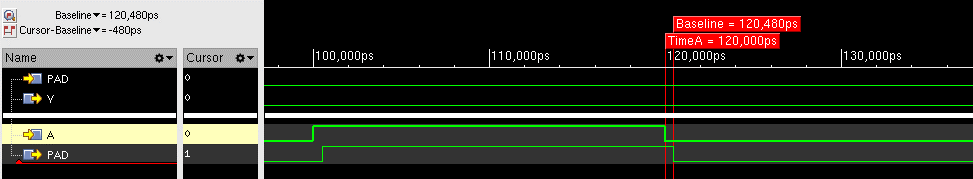 Baseline▼= 120,480ps
Cursor-Baseline▼= -480ps
Baseline = 120,480ps
TimeA = 120,000ps
Name Cursor 100,000ps 110,000ps 120,000ps 130,000ps
PAD 0
Y 0
A 0
PAD 1